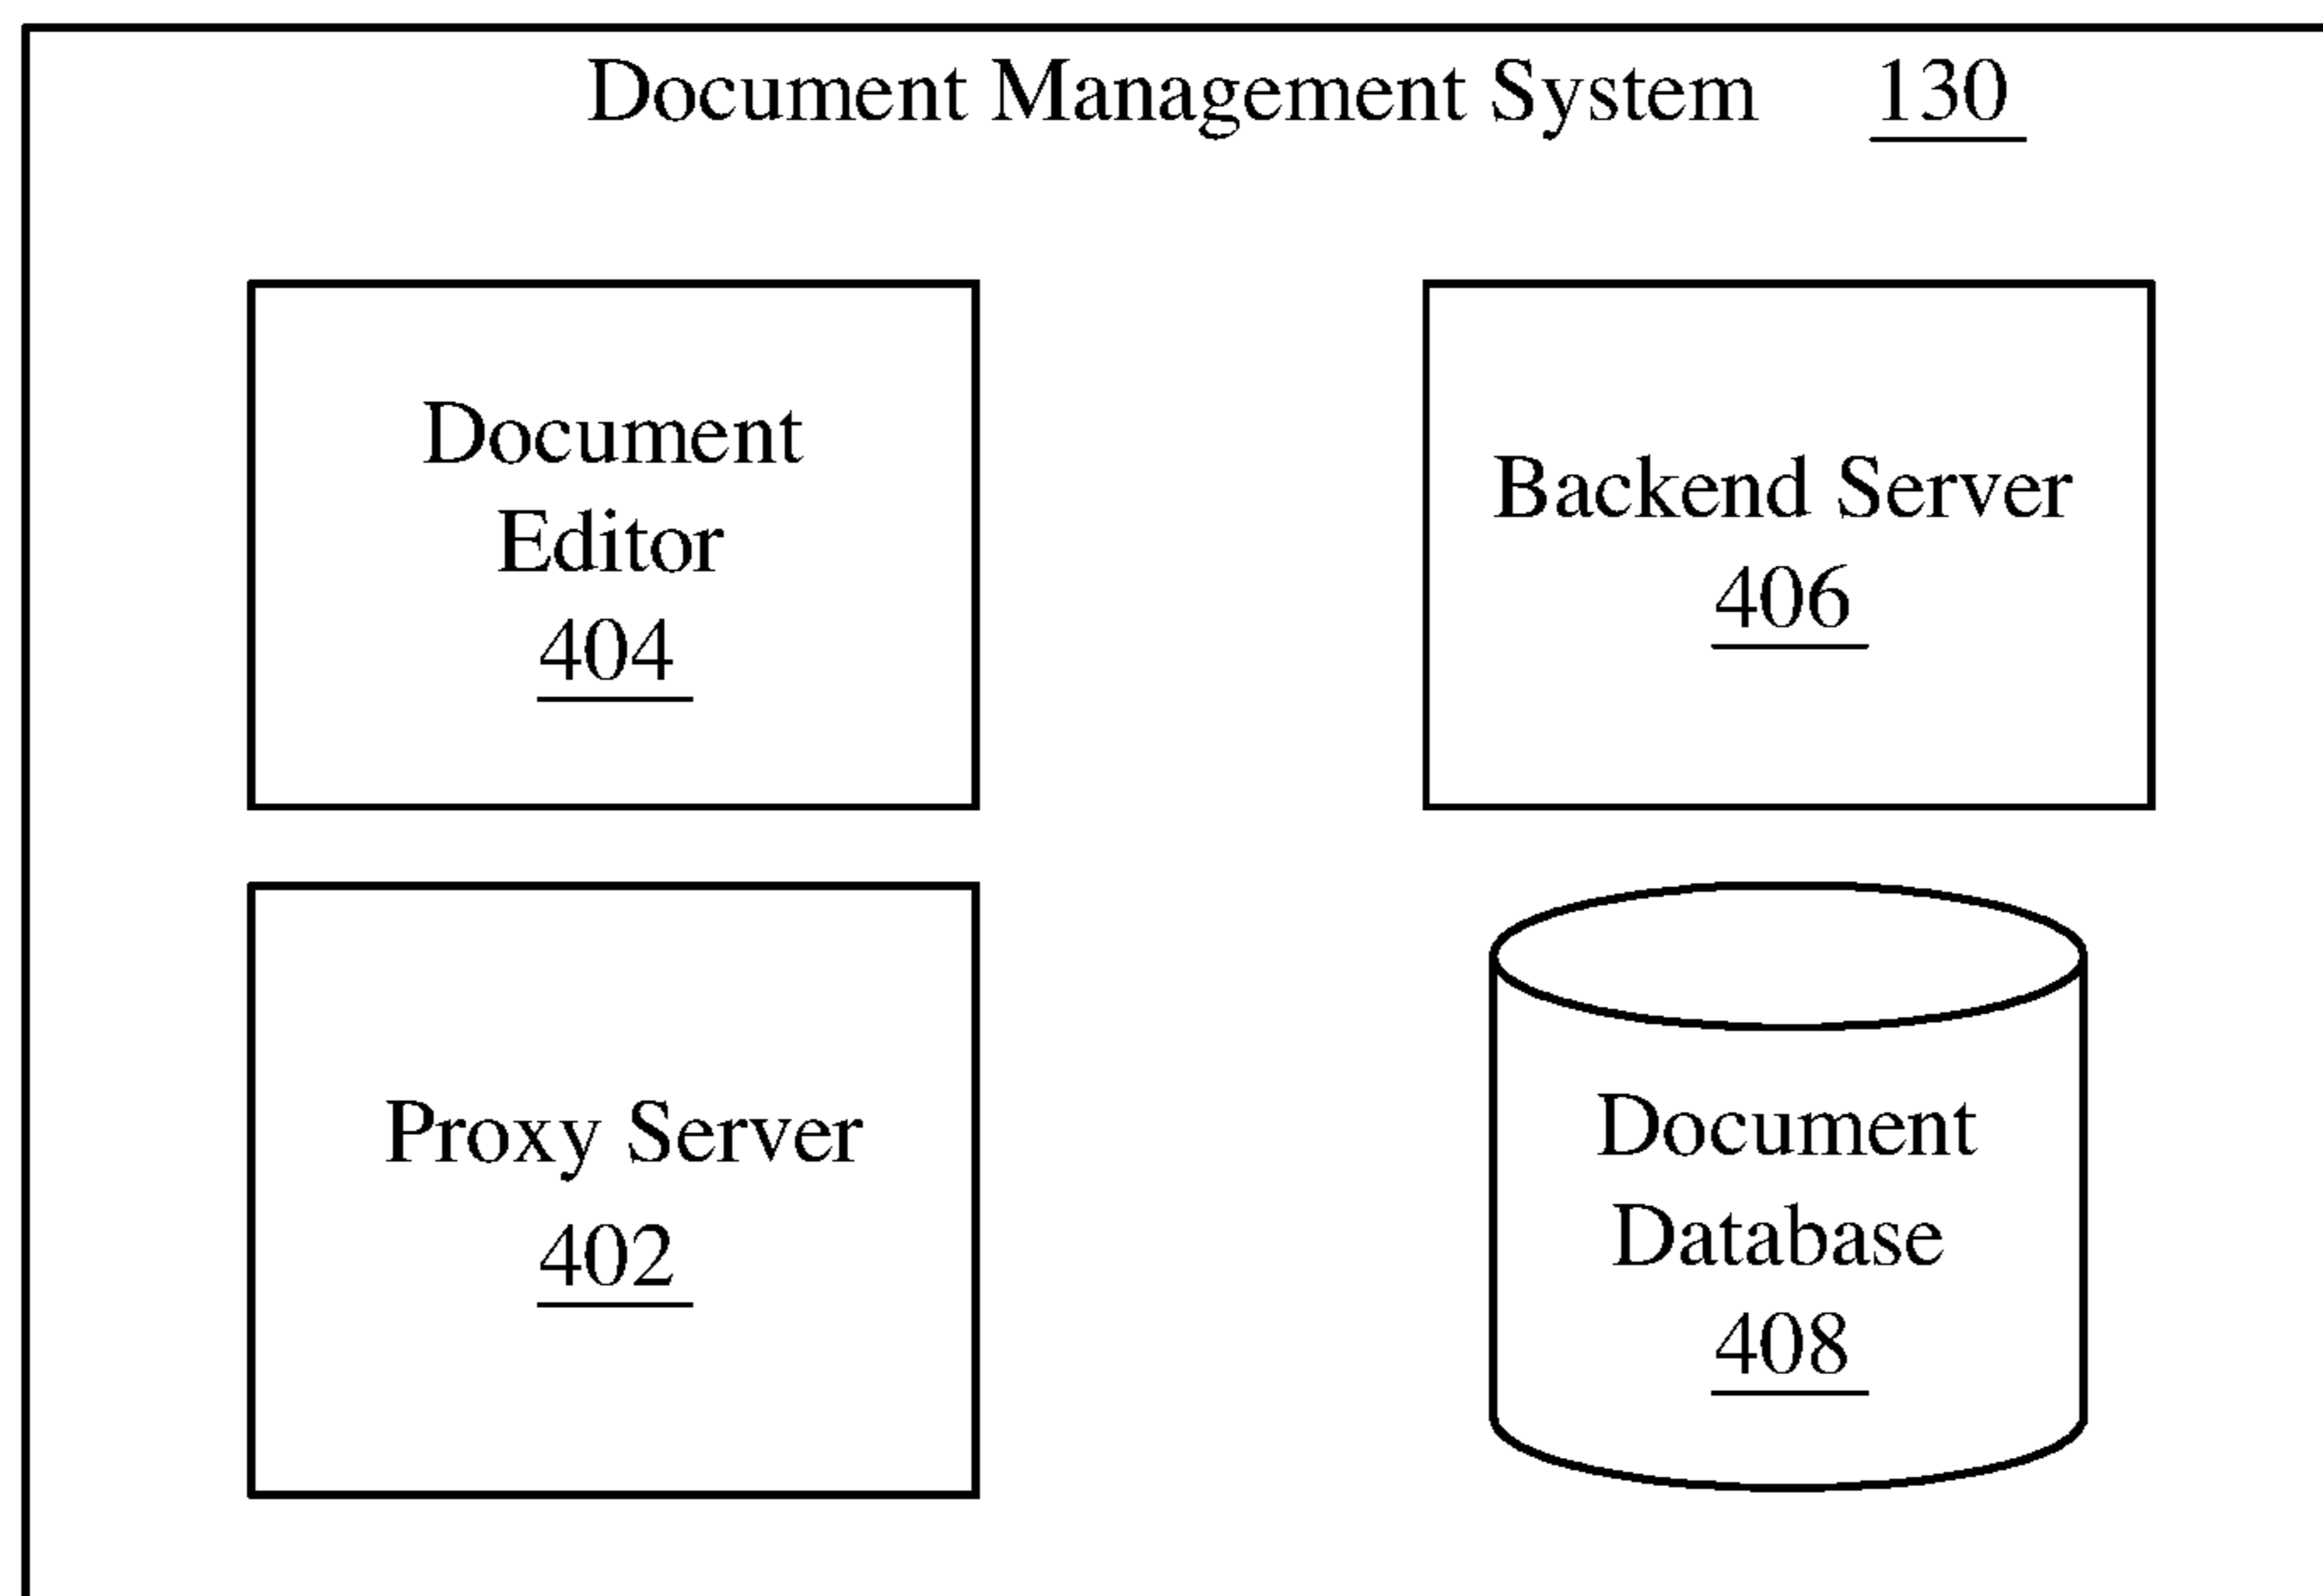 Document Management System 130
Document
Editor
404
Backend Server
406
Proxy Server
402
Document
Database
408